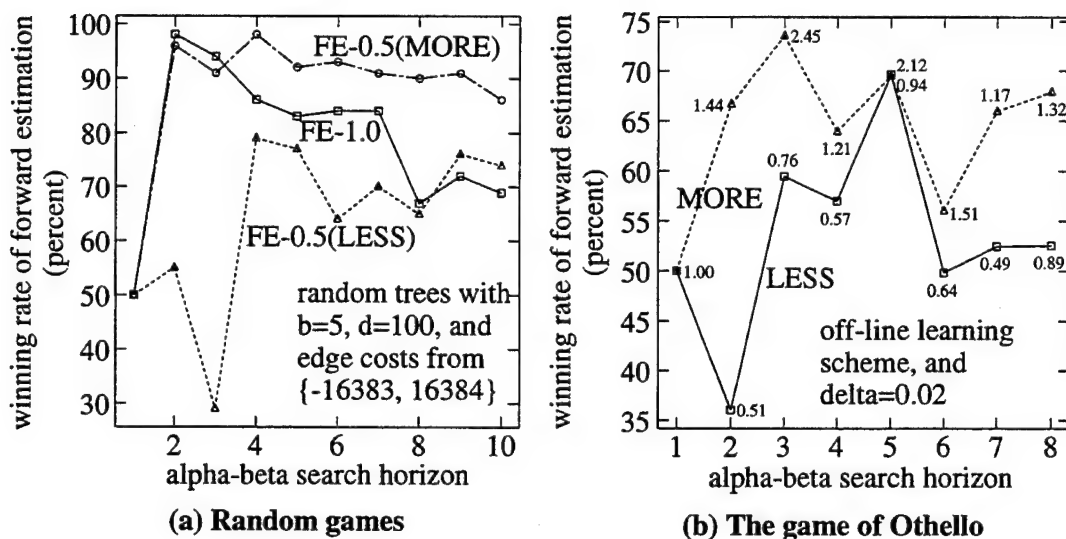 winning rate of forward estimation
(percent)
100
90
80
70
60
50
40
30
FE-0.5(MORE)
FE-1.0
FE-0.5(LESS)
random trees with
b=5, d=100, and
edge costs from
{-16383, 16384}
2 4 6 8 10
alpha-beta search horizon
(a) Random games
winning rate of forward estimation
(percent)
75
70
65
60
55
50
45
40
35
2.45
2.12
0.94
1.44
1.17
1.32
1.21
0.76
MORE
0.57
1.51
LESS
1.00
0.64
0.49
0.89
0.51
off-line learning
scheme, and
delta=0.02
1 2 3 4 5 6 7 8
alpha-beta search horizon
(b) The game of Othello